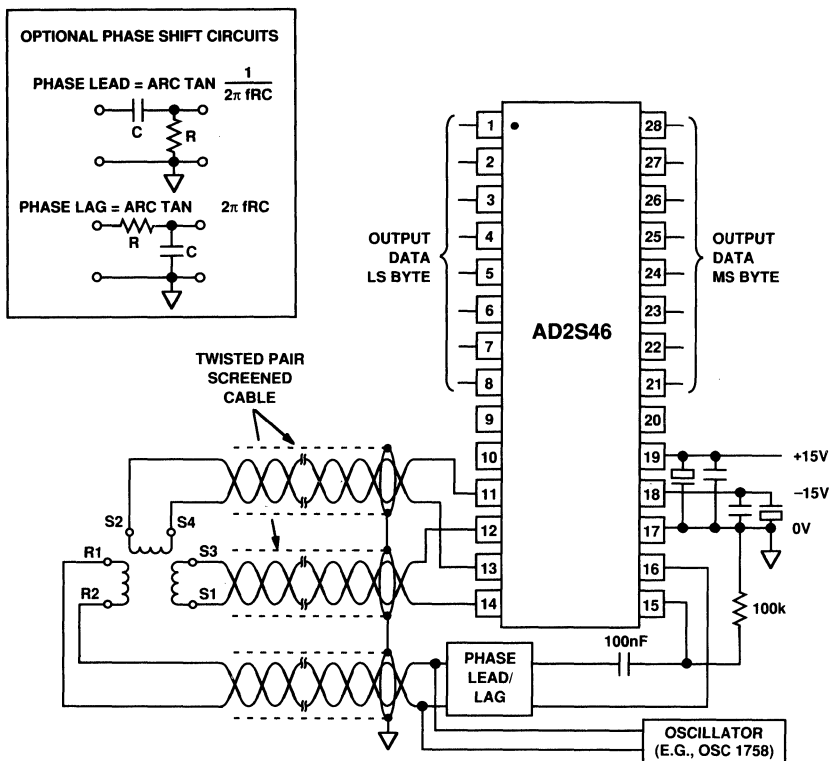 OPTIONAL PHASE SHIFT CIRCUITS
PHASE LEAD = ARC TAN 1
2π fRC
C
R
PHASE LAG = ARC TAN 2π fRC
R
C
OUTPUT
DATA
LS BYTE
1
2
3
4
5
6
7
8
9
10
11
12
13
14
AD2S46
28
27
26
25
24
23
22
21
20
19
18
17
16
15
OUTPUT
DATA
MS BYTE
+15V
–15V
0V
100k
100nF
TWISTED PAIR
SCREENED
CABLE
S2
S4
R1
R2
S3
S1
PHASE
LEAD/
LAG
OSCILLATOR
(E.G., OSC 1758)